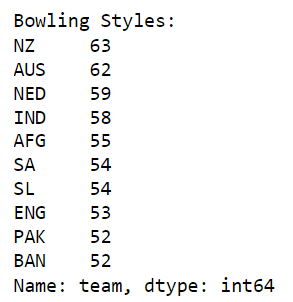 Bowling Styles:
NZ 63
AUS 62
NED 59
IND 58
AFG 55
SA 54
SL 54
ENG 53
PAK 52
BAN 52
Name: team, dtype: int64